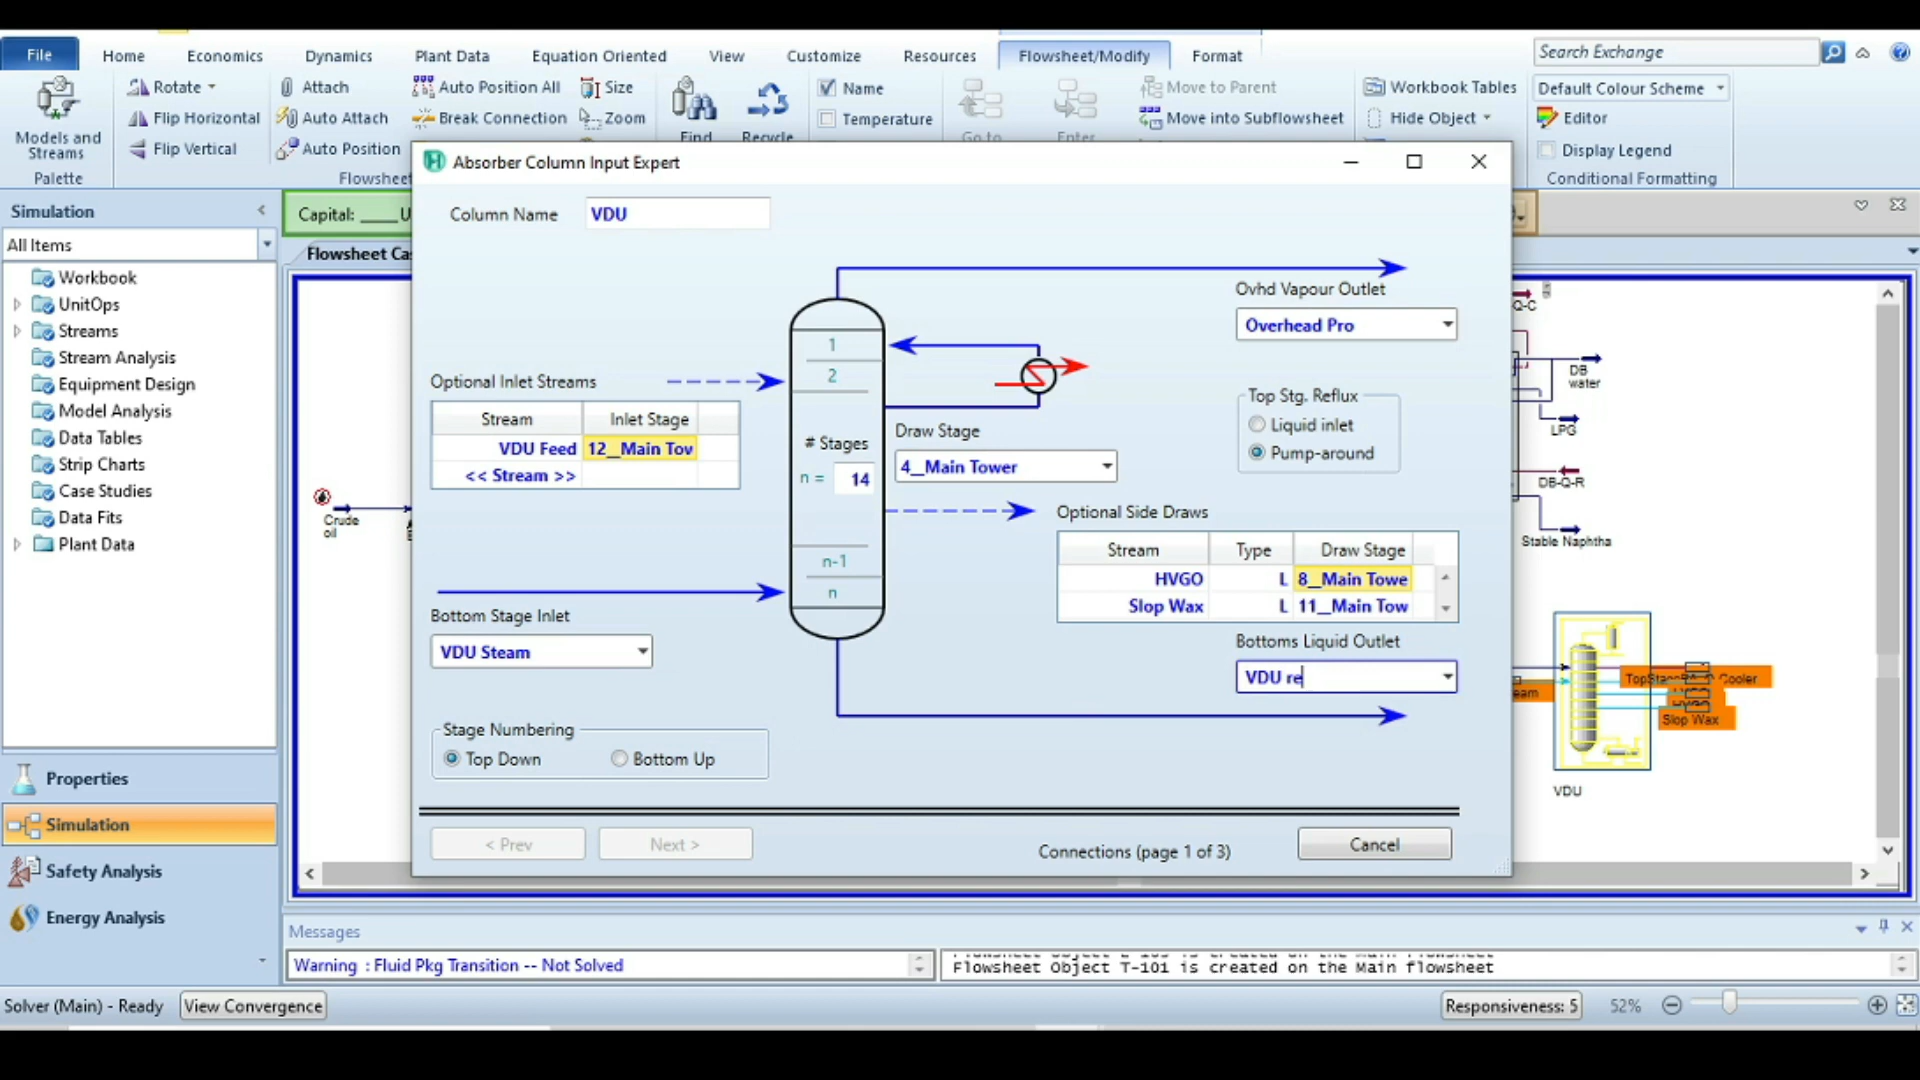 File Home Economics Dynamics Plant Data Equation Oriented View Customize Resources Flowsheet/Modify Format Search Exchange
Models and Streams
Palette
Rotate
Flip Horizontal
Flip Vertical
Attach
Auto Attach
Auto Position
Auto Position All
Break Connection
Size
Zoom
Find
Recycle
Name
Temperature
Go to
Enter
Move to Parent
Move into Subflowsheet
Workbook Tables
Hide Object
Default Colour Scheme
Editor
Display Legend
Conditional Formatting
Simulation
All Items
Workbook
UnitOps
Streams
Stream Analysis
Equipment Design
Model Analysis
Data Tables
Strip Charts
Case Studies
Data Fits
Plant Data
Properties
Simulation
Safety Analysis
Energy Analysis
Capital:
Crude oil
Absorber Column Input Expert
Column Name VDU
Ovhd Vapour Outlet
Overhead Pro
Optional Inlet Streams
Stream Inlet Stage
VDU Feed 12__Main Tov
<< Stream >>
1
2
# Stages
n = 14
n-1
n
Draw Stage
4__Main Tower
Top Stg. Reflux
Liquid inlet
Pump-around
Optional Side Draws
Stream Type Draw Stage
HVGO L 8__Main Towe
Slop Wax L 11__Main Tow
Bottom Stage Inlet
VDU Steam
Bottoms Liquid Outlet
VDU re
Stage Numbering
Top Down Bottom Up
< Prev Next > Connections (page 1 of 3) Cancel
Q-C
DB water
LPG
DB-Q-R
Stable Naphtha
Cooler
Slop Wax
VDU
Messages
Warning : Fluid Pkg Transition -- Not Solved
Flowsheet Object T-101 is created on the Main flowsheet
Solver (Main) - Ready View Convergence Responsiveness: 5 52%